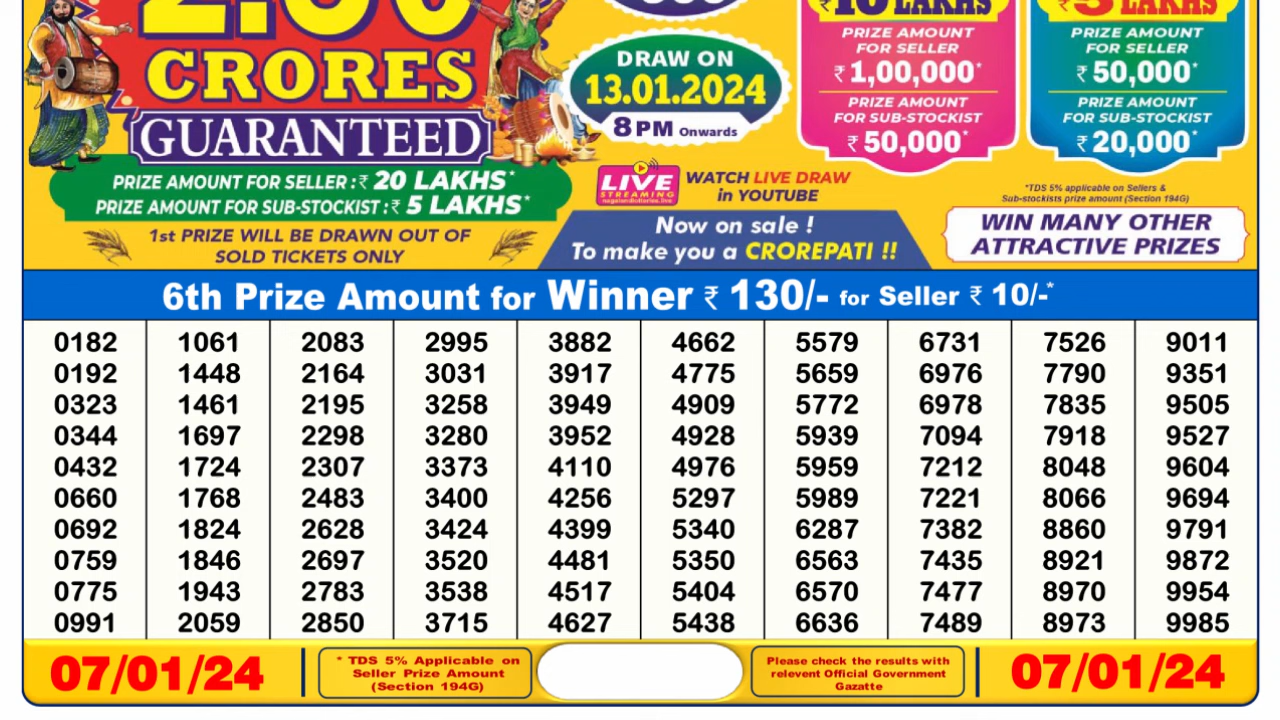 CRORES
GUARANTEED
PRIZE AMOUNT FOR SELLER :₹ 20 LAKHS*
PRIZE AMOUNT FOR SUB-STOCKIST :₹ 5 LAKHS*
1st PRIZE WILL BE DRAWN OUT OF
SOLD TICKETS ONLY
DRAW ON
13.01.2024
8PM Onwards
LIVE
STREAMING
nagalandlotteries.live
WATCH LIVE DRAW
in YOUTUBE
Now on sale !
To make you a CROREPATI !!
₹10 LAKHS
PRIZE AMOUNT
FOR SELLER
₹ 1,00,000*
PRIZE AMOUNT
FOR SUB-STOCKIST
₹ 50,000*
₹5 LAKHS
PRIZE AMOUNT
FOR SELLER
₹ 50,000*
PRIZE AMOUNT
FOR SUB-STOCKIST
₹ 20,000*
*TDS 5% applicable on Sellers &
Sub-stockists prize amount (Section 194G)
WIN MANY OTHER
ATTRACTIVE PRIZES
6th Prize Amount for Winner ₹ 130/- for Seller ₹ 10/-*
0182 1061 2083 2995 3882 4662 5579 6731 7526 9011
0192 1448 2164 3031 3917 4775 5659 6976 7790 9351
0323 1461 2195 3258 3949 4909 5772 6978 7835 9505
0344 1697 2298 3280 3952 4928 5939 7094 7918 9527
0432 1724 2307 3373 4110 4976 5959 7212 8048 9604
0660 1768 2483 3400 4256 5297 5989 7221 8066 9694
0692 1824 2628 3424 4399 5340 6287 7382 8860 9791
0759 1846 2697 3520 4481 5350 6563 7435 8921 9872
0775 1943 2783 3538 4517 5404 6570 7477 8970 9954
0991 2059 2850 3715 4627 5438 6636 7489 8973 9985
07/01/24
* TDS 5% Applicable on
Seller Prize Amount
(Section 194G)
Please check the results with
relevent Official Government
Gazatte
07/01/24